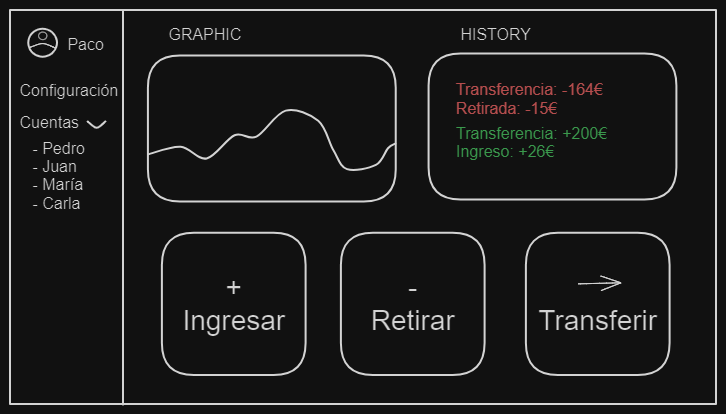 Paco
Configuración
Cuentas
- Pedro
- Juan
- María
- Carla
GRAPHIC
HISTORY
Transferencia: -164€
Retirada: -15€
Transferencia: +200€
Ingreso: +26€
+
Ingresar
-
Retirar
Transferir